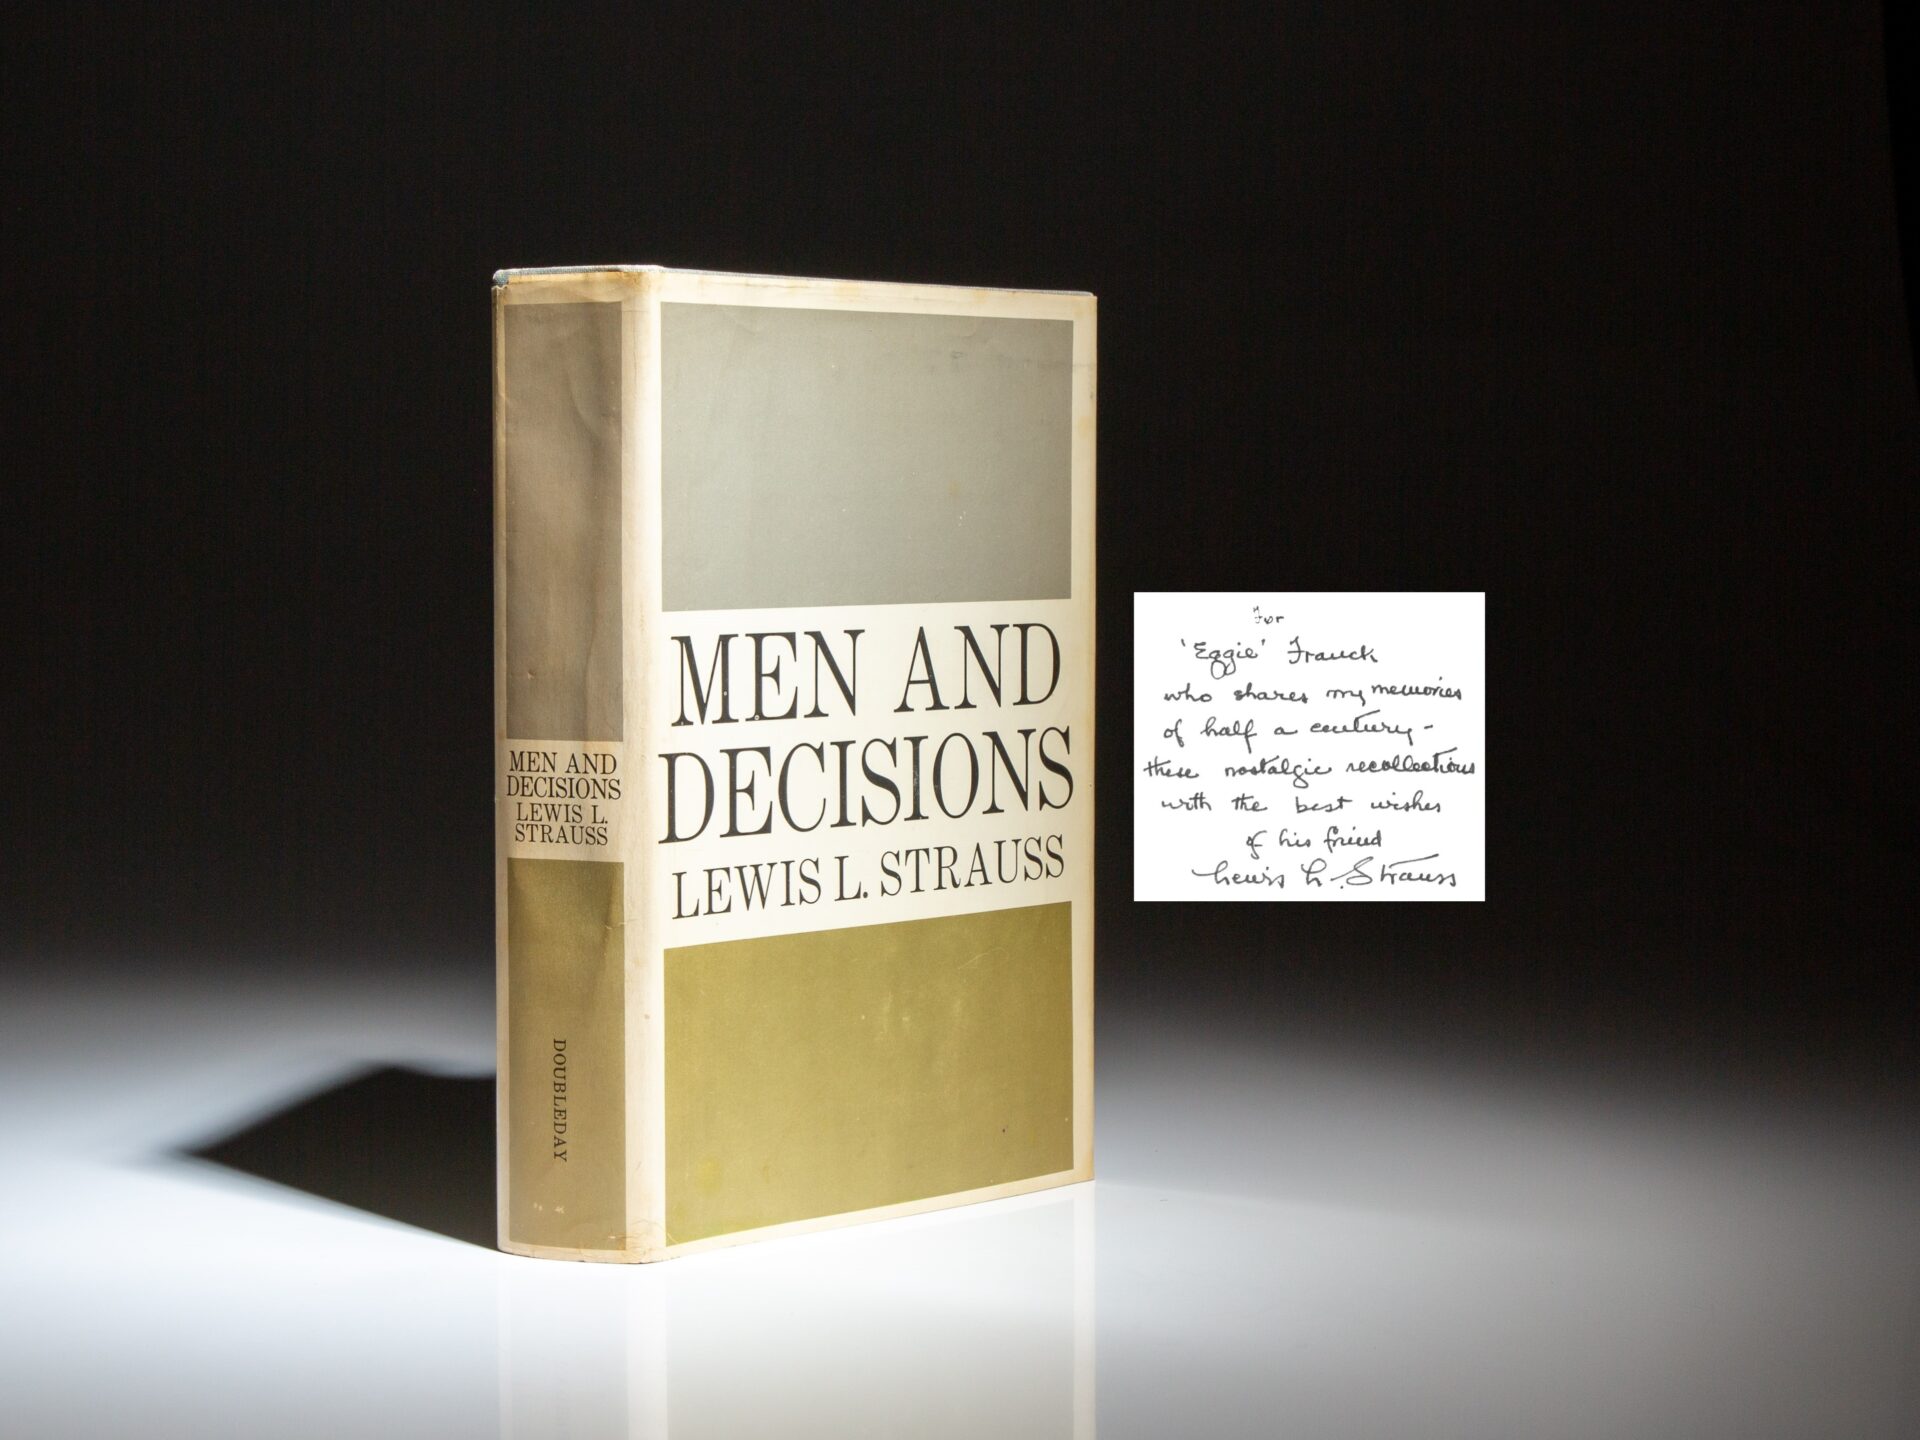 MEN AND
DECISIONS
LEWIS L.
STRAUSS
DOUBLEDAY
MEN AND
DECISIONS
LEWIS L. STRAUSS
For
'Eggie' Franck
who shares my memories
of half a century -
these nostalgic recollections
with the best wishes
of his friend
Lewis L. Strauss